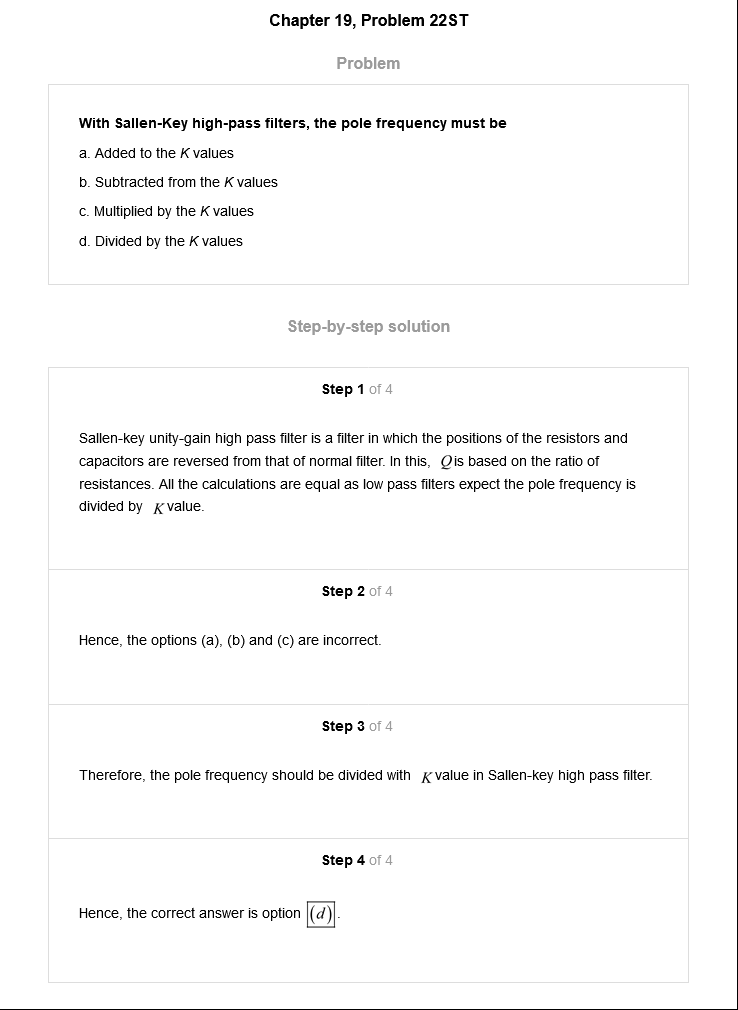 Chapter 19, Problem 22ST
Problem
With Sallen-Key high-pass filters, the pole frequency must be
a. Added to the K values
b. Subtracted from the K values
c. Multiplied by the K values
d. Divided by the K values
Step-by-step solution
Step 1 of 4
Sallen-key unity-gain high pass filter is a filter in which the positions of the resistors and
capacitors are reversed from that of normal filter. In this, Q is based on the ratio of
resistances. All the calculations are equal as low pass filters expect the pole frequency is
divided by K value.
Step 2 of 4
Hence, the options (a), (b) and (c) are incorrect.
Step 3 of 4
Therefore, the pole frequency should be divided with K value in Sallen-key high pass filter.
Step 4 of 4
Hence, the correct answer is option (d).